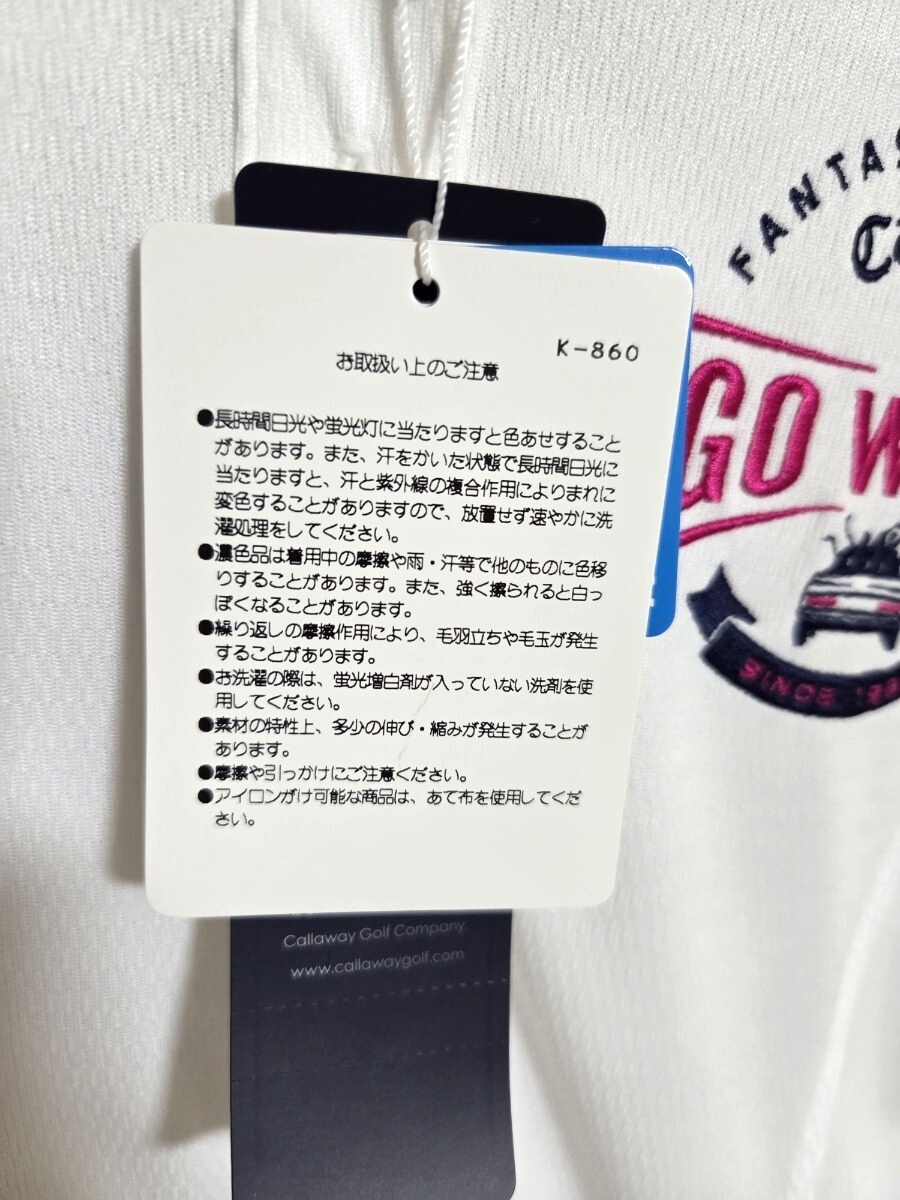 K-860
お取扱い上のご注意
●長時間日光や蛍光灯に当たりますと色あせすること
があります。また、汗をかいた状態で長時間日光に
当たりますと、汗と紫外線の複合作用によりまれに
変色することがありますので、放置せず速やかに洗
濯処理をしてください。
●濃色品は着用中の摩擦や雨・汗等で他のものに色移
りすることがあります。また、強く擦られると白っ
ぽくなることがあります。
●繰り返しの摩擦作用により、毛羽立ちや毛玉が発生
することがあります。
●お洗濯の際は、蛍光増白剤が入っていない洗剤を使
用してください。
●素材の特性上、多少の伸び・縮みが発生することが
あります。
●摩擦や引っかけにご注意ください。
●アイロンがけ可能な商品は、あて布を使用してくだ
さい。
Callaway Golf Company.
www.callawaygolf.com
GO
SINCE